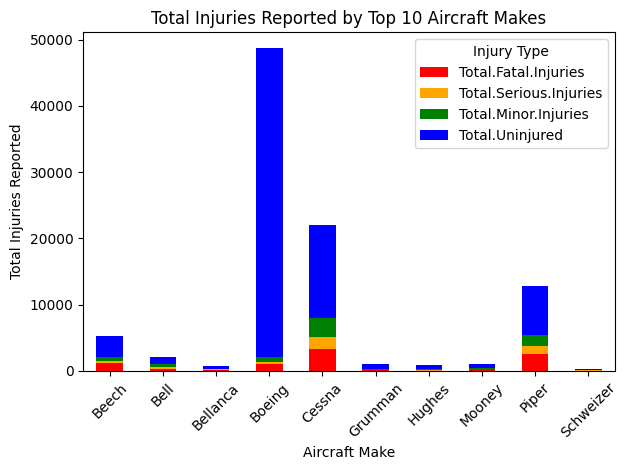 Total Injuries Reported by Top 10 Aircraft Makes
Total Injuries Reported
50000
40000
30000
20000
10000
0
Injury Type
Total.Fatal.Injuries
Total.Serious.Injuries
Total.Minor.Injuries
Total.Uninjured
Beech
Bell
Bellanca
Boeing
Cessna
Grumman
Hughes
Mooney
Piper
Schweizer
Aircraft Make